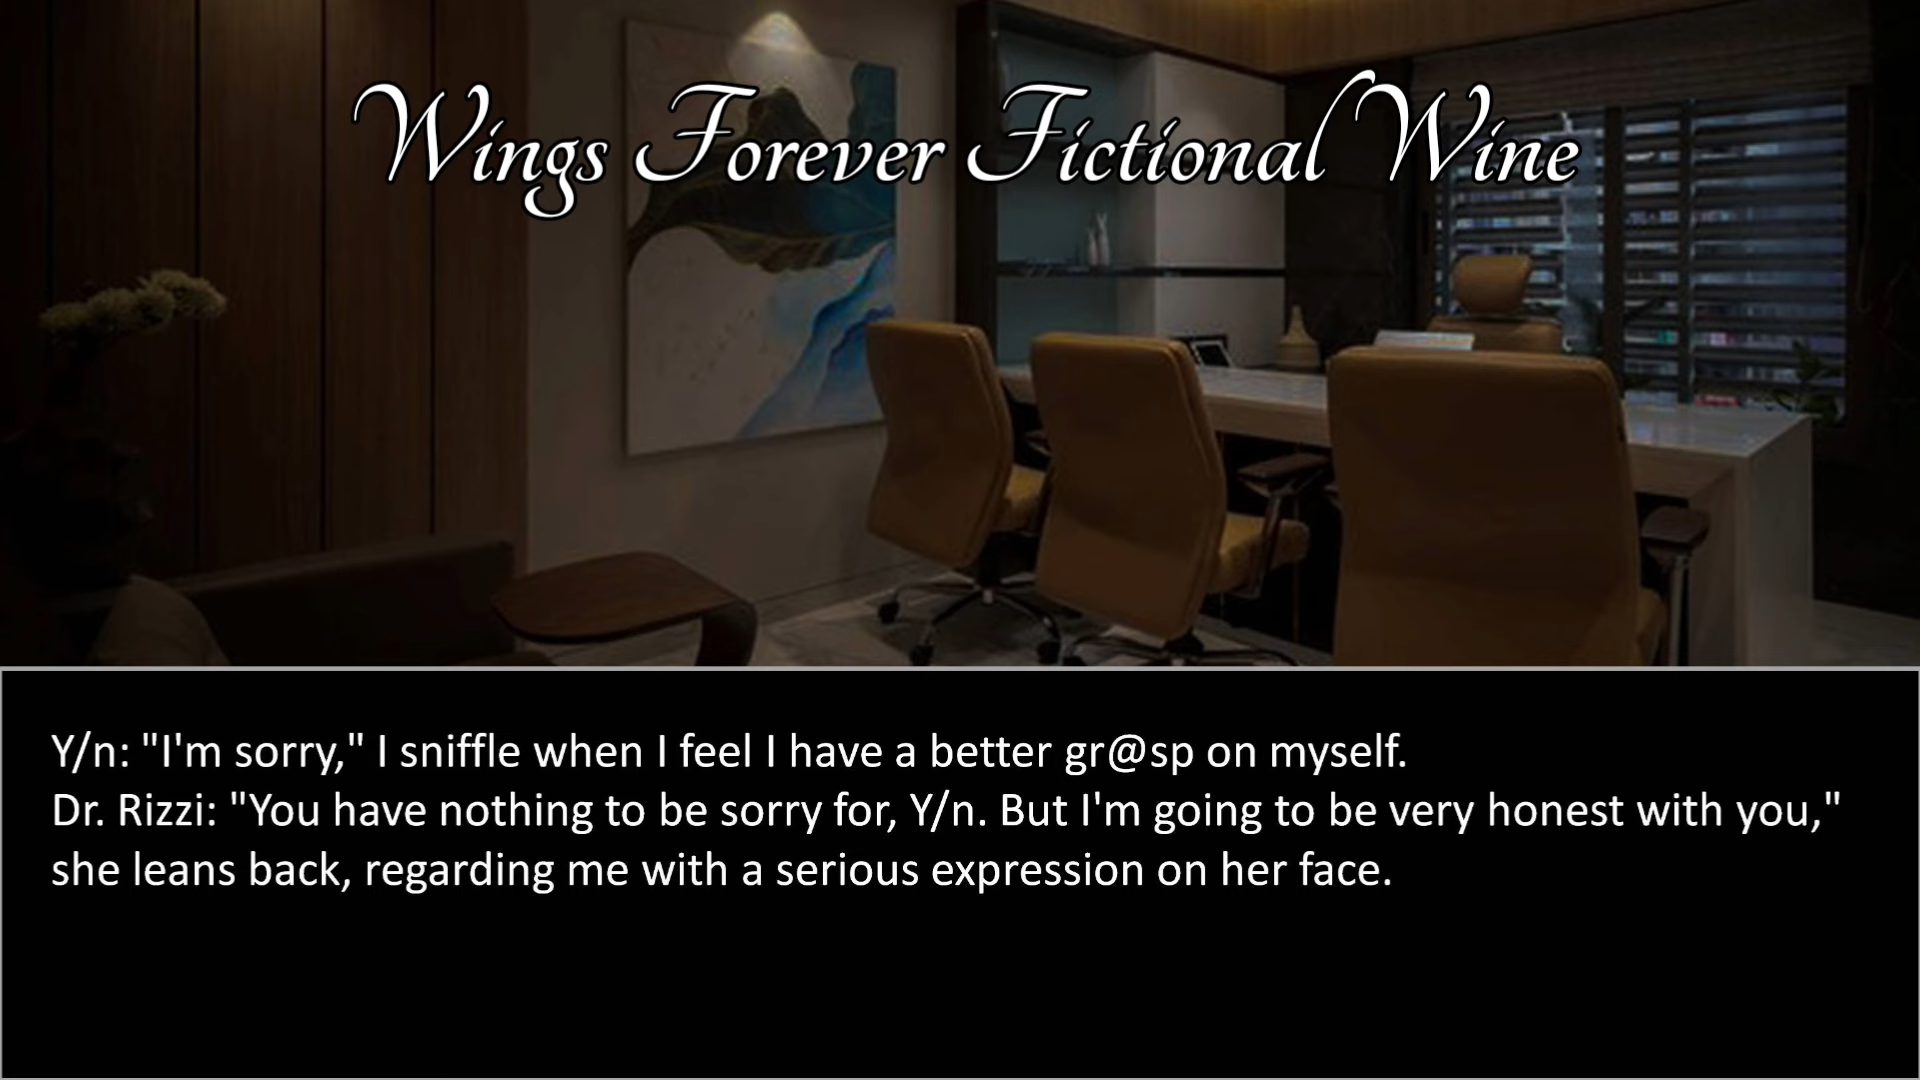 Wings Forever Fictional Wine
Y/n: "I'm sorry," I sniffle when I feel I have a better gr@sp on myself.
Dr. Rizzi: "You have nothing to be sorry for, Y/n. But I'm going to be very honest with you,"
she leans back, regarding me with a serious expression on her face.